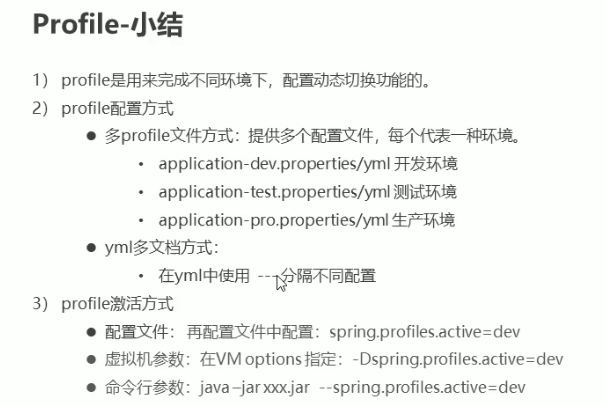 Profile-小结
1） profile是用来完成不同环境下，配置动态切换功能的。
2） profile配置方式
● 多profile文件方式：提供多个配置文件，每个代表一种环境。
• application-dev.properties/yml 开发环境
• application-test.properties/yml 测试环境
• application-pro.properties/yml 生产环境
● yml多文档方式：
• 在yml中使用 --- 分隔不同配置
3） profile激活方式
● 配置文件： 再配置文件中配置：spring.profiles.active=dev
● 虚拟机参数：在VM options 指定：-Dspring.profiles.active=dev
● 命令行参数：java –jar xxx.jar --spring.profiles.active=dev